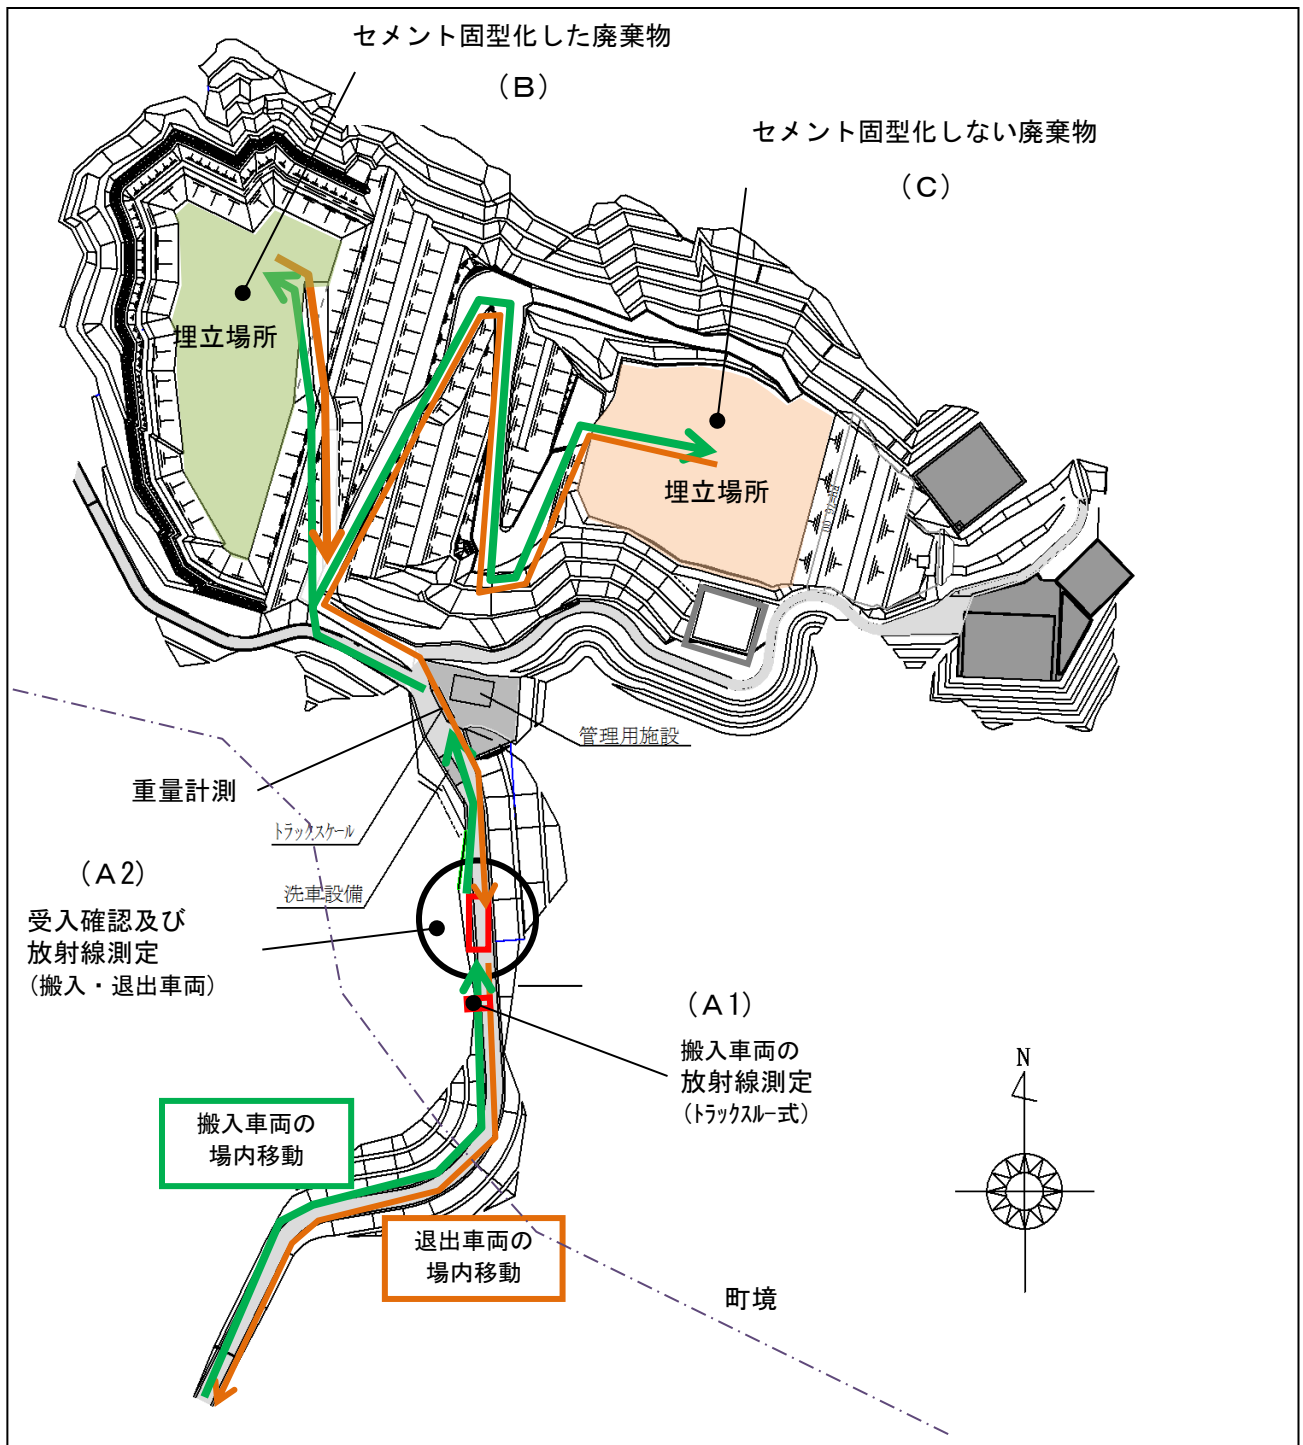 セメント固型化した廃棄物
（B）
セメント固型化しない廃棄物
（C）
埋立場所
埋立場所
管理用施設
重量計測
トラックスケール
洗車設備
（A2）
受入確認及び
放射線測定
（搬入・退出車両）
（A1）
搬入車両の
放射線測定
（トラックスルー式）
N
搬入車両の
場内移動
退出車両の
場内移動
町境